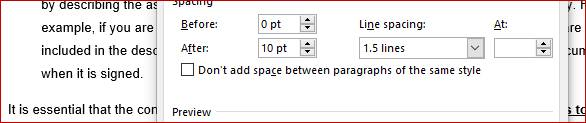 by describing the as
Spacing
example, if you are
Before: 0 pt Line spacing: At:
included in the desc
After: 10 pt 1.5 lines
when it is signed.
Don't add space between paragraphs of the same style
It is essential that the con
Preview